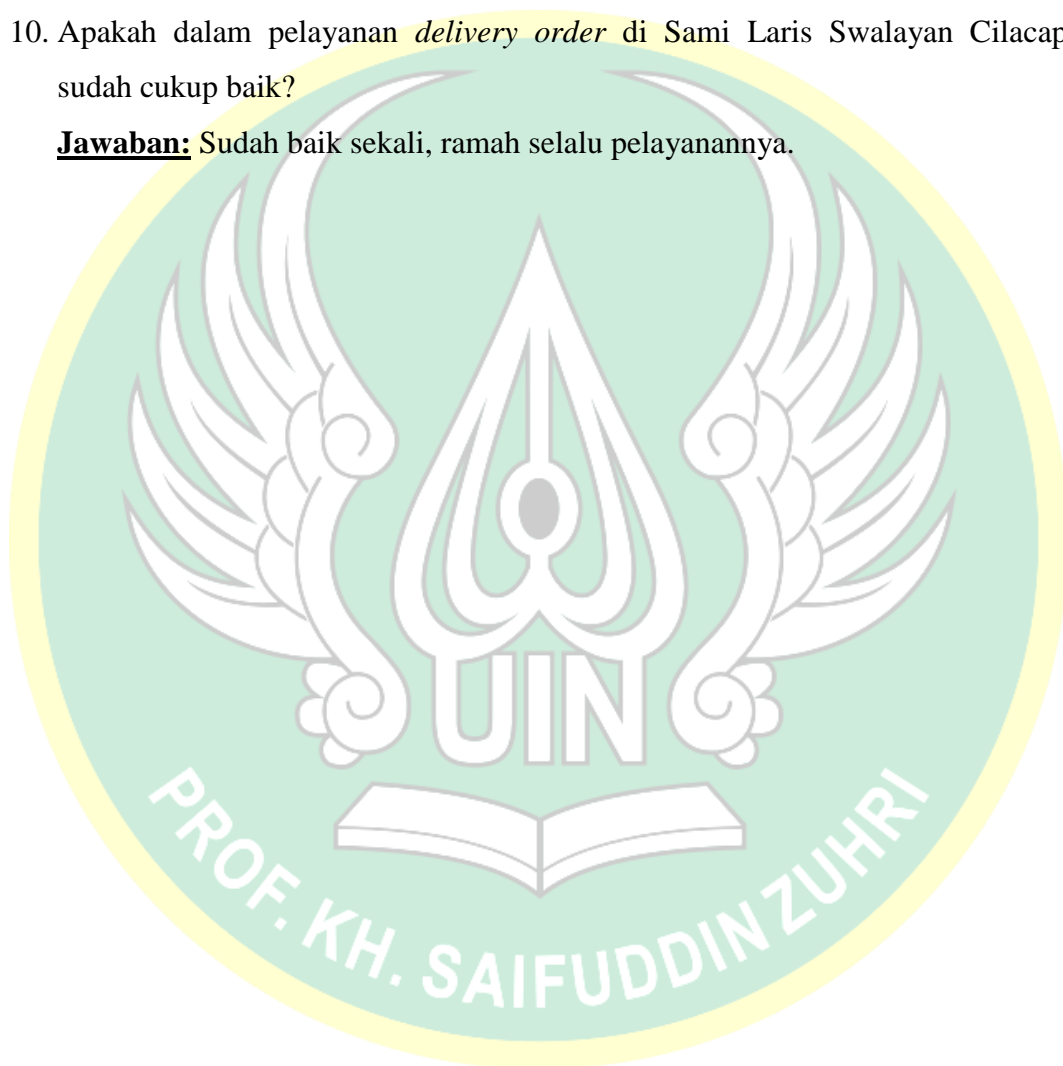 10. Apakah dalam pelayanan delivery order di Sami Laris Swalayan Cilacap
sudah cukup baik?
Jawaban: Sudah baik sekali, ramah selalu pelayanannya.
UIN
PROF. KH. SAIFUDDIN ZUHRI